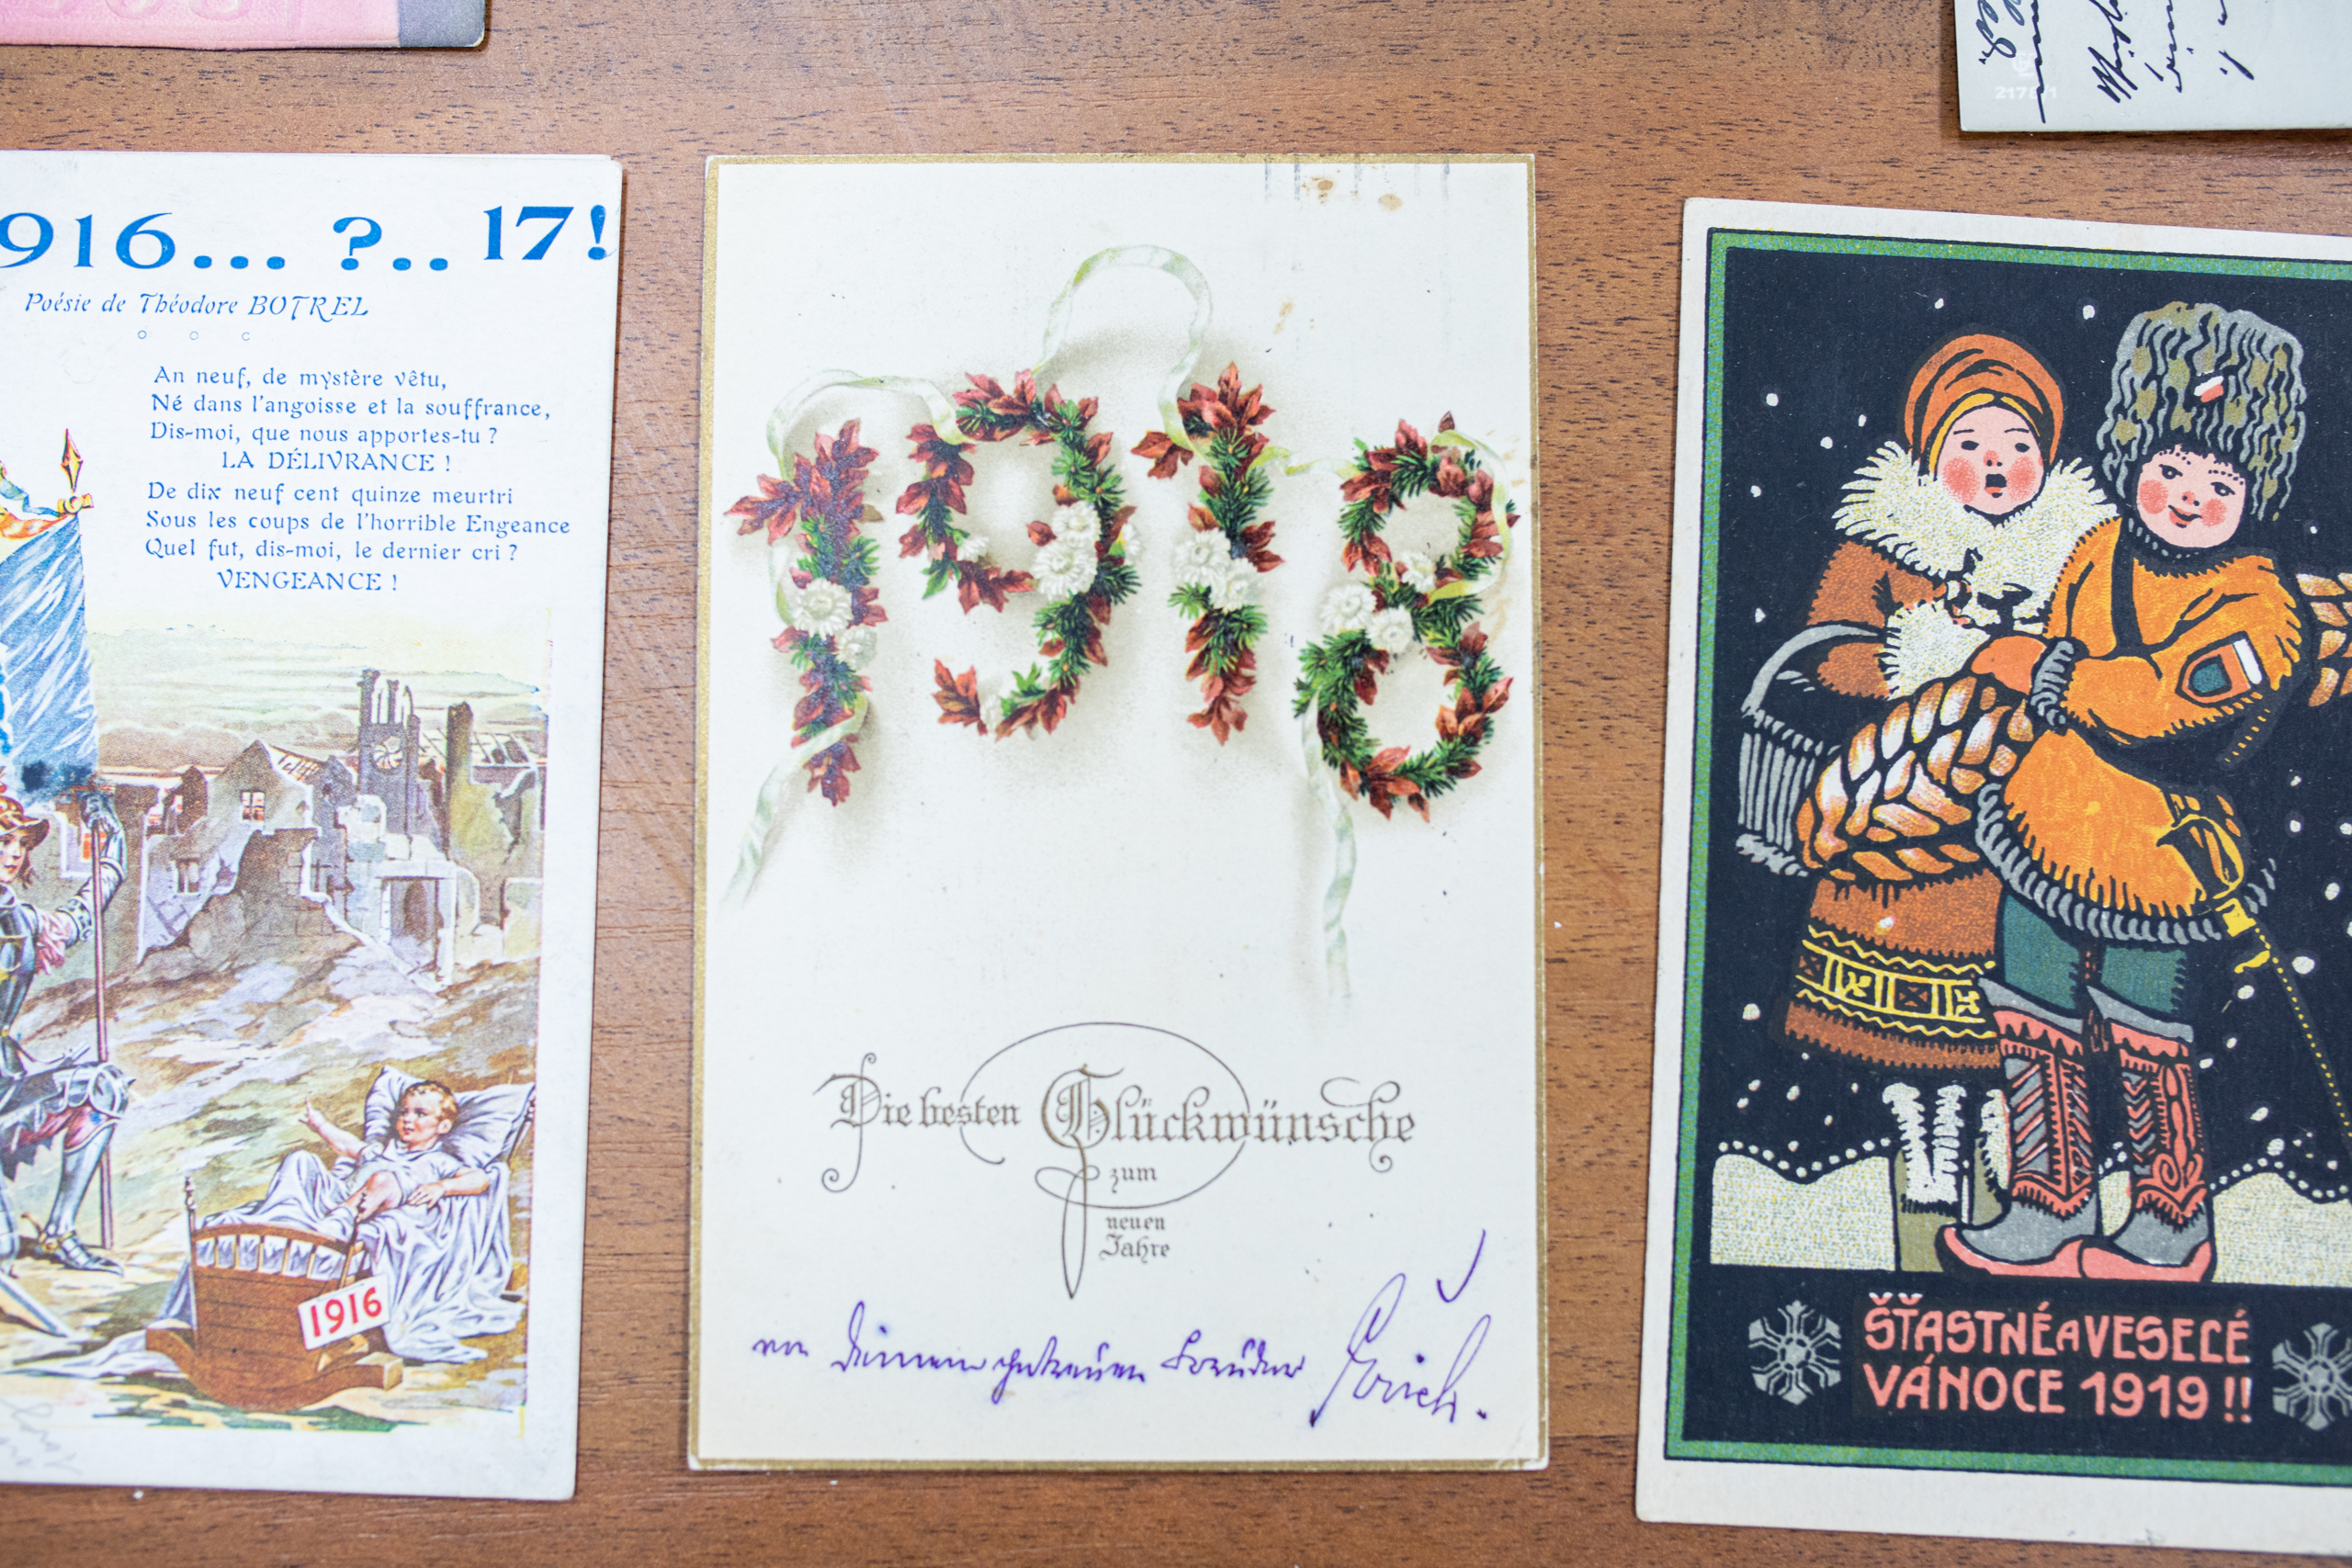 916... ?.. 17!
Poésie de Théodore BOTREL
An neuf, de mystère vêtu,
Né dans l'angoisse et la souffrance,
Dis-moi, que nous apportes-tu ?
LA DÉLIVRANCE !
De dix neuf cent quinze meurtri
Sous les coups de l'horrible Engeance
Quel fut, dis-moi, le dernier cri ?
VENGEANCE !
1916
1918
Die besten Glückwünsche
zum
neuen
Jahre
von Deinem Bruder Erich.
ŠŤASTNÉ A VESELÉ
VÁNOCE 1919 !!